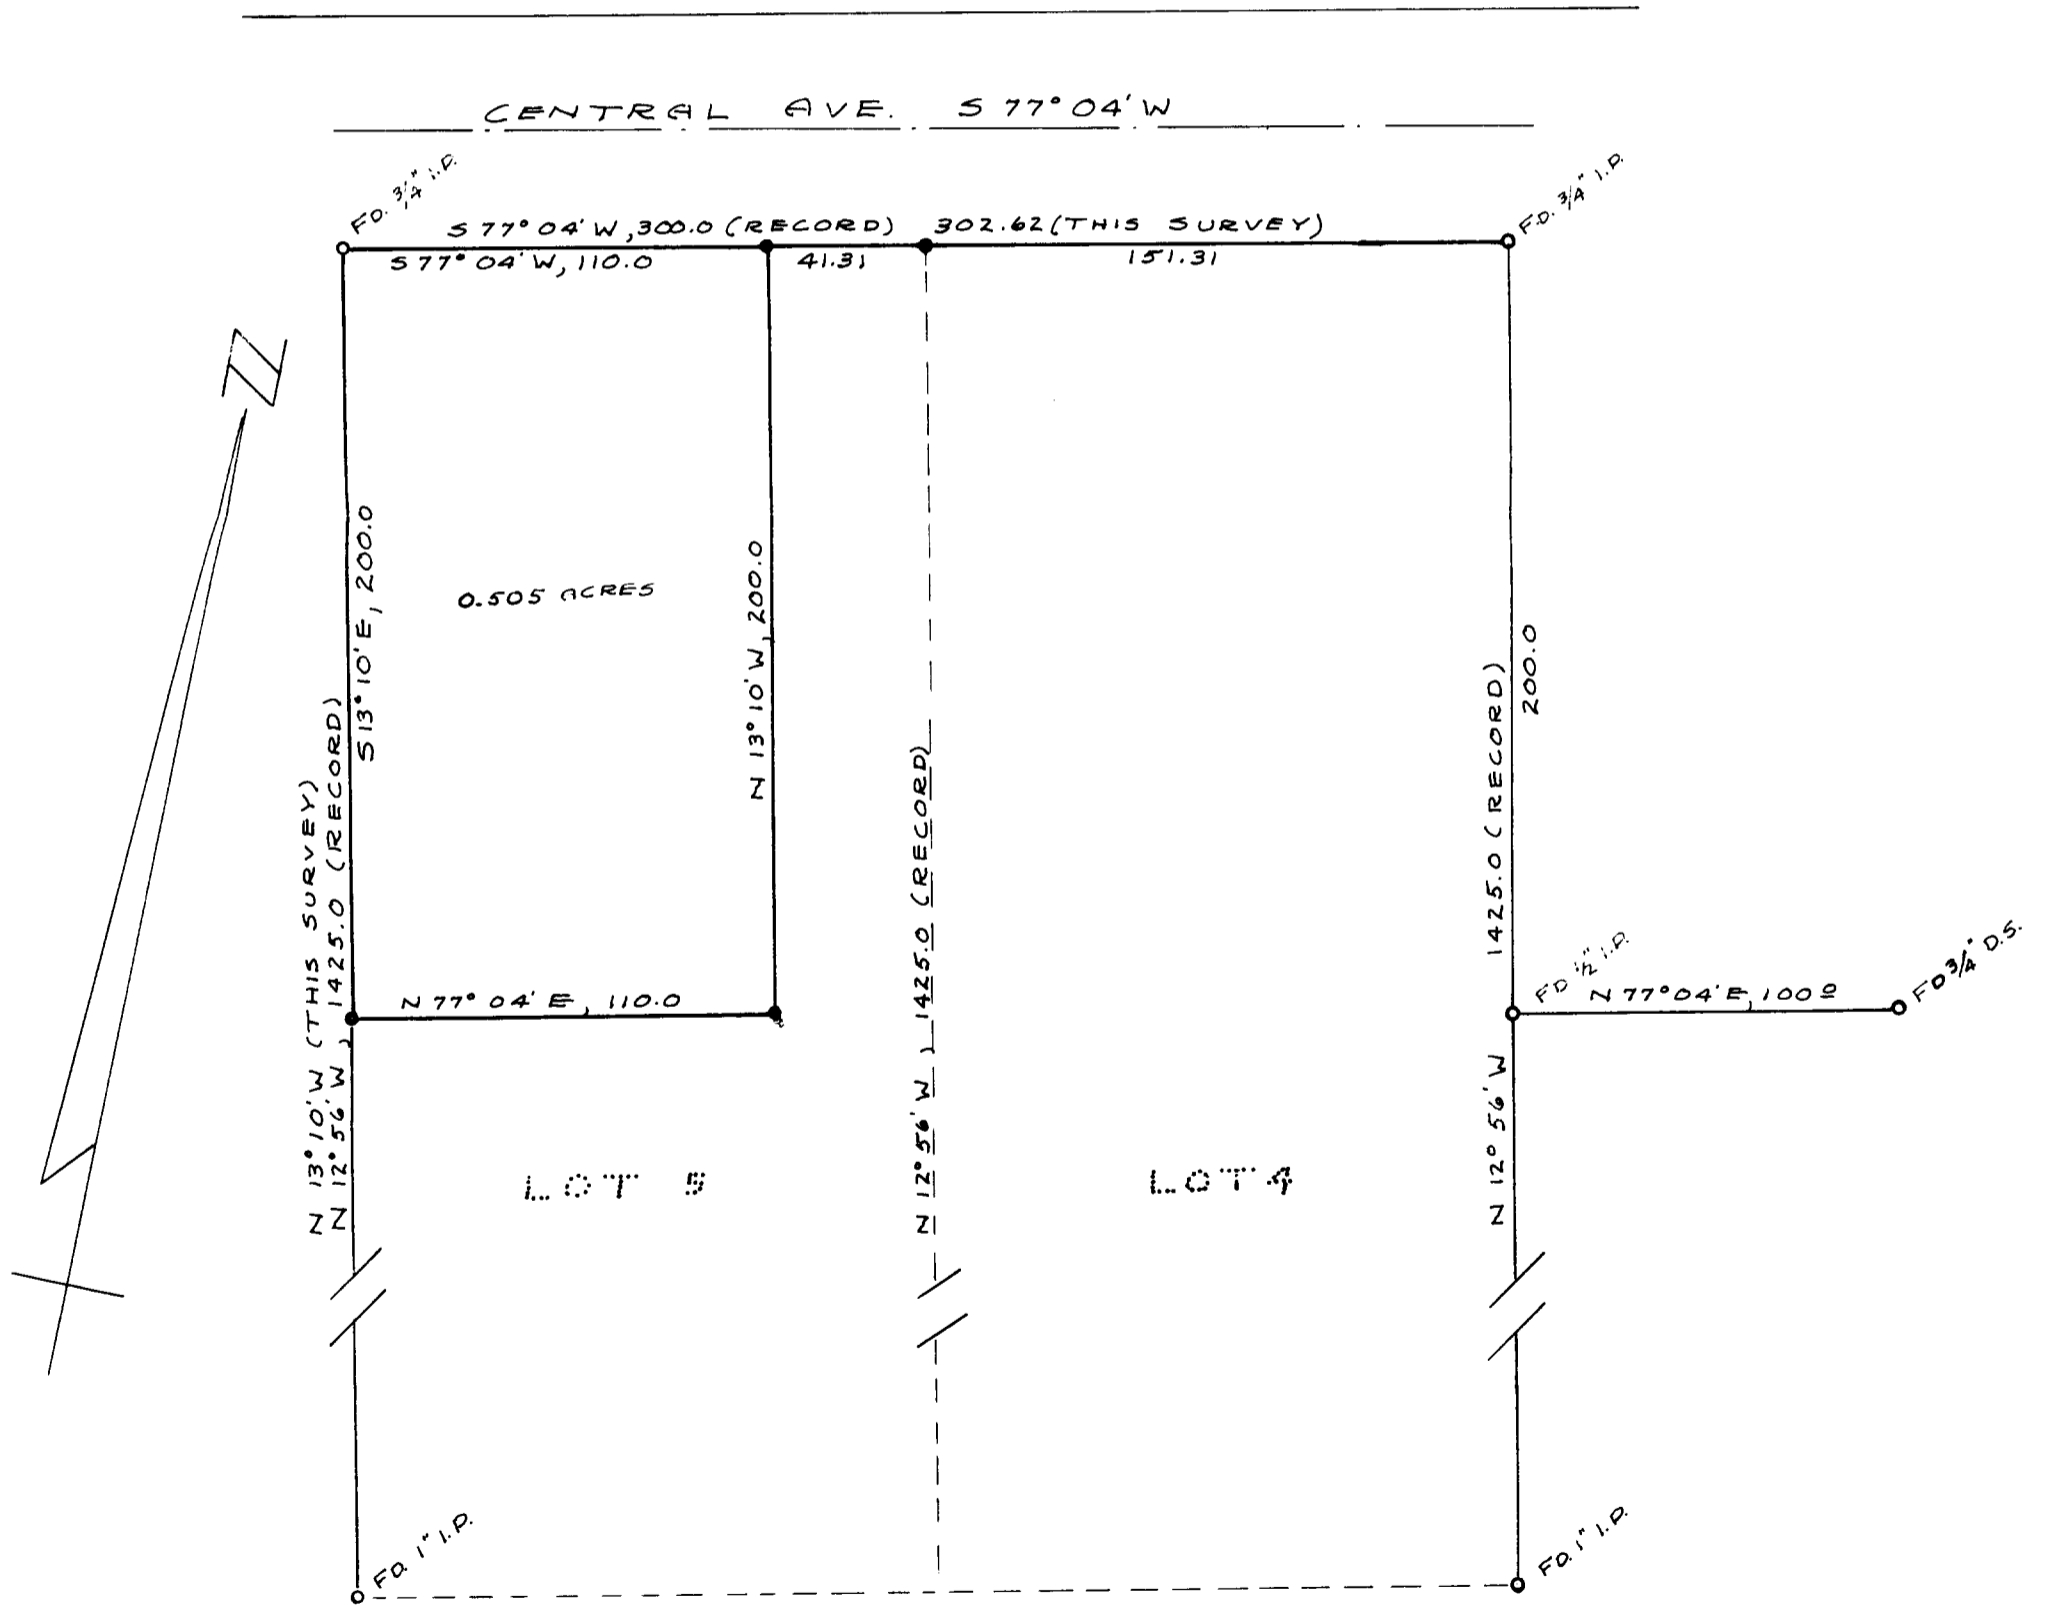 CENTRAL AVE. S 77° 04' W
FD. 3/4" I.P.
FD. 3/4" I.P.
S 77° 04' W, 300.0 (RECORD) 302.62 (THIS SURVEY)
S 77° 04' W, 110.0
41.31
151.31
N
S 13° 10' E, 200.0
0.505 ACRES
N 13° 10' W, 200.0
200.0
N 13° 10' W (THIS SURVEY)
N 12° 56' W, 1425.0 (RECORD)
N 12° 56' W, 1425.0 (RECORD)
N 12° 56' W 1425.0 (RECORD)
N 77° 04' E, 110.0
FD 1/2" I.P.
N 77° 04' E, 100.0
FD 3/4" D.S.
LOT 5
LOT 4
FD. 1" I.P.
FD. 1" I.P.